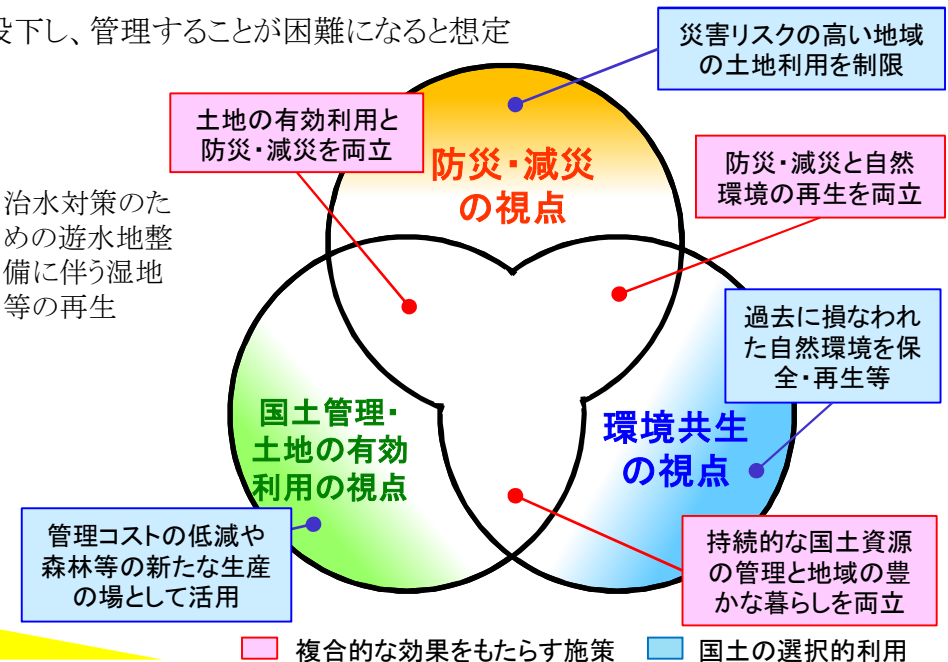 没下し、管理することが困難になると想定
災害リスクの高い地域
の土地利用を制限
土地の有効利用と
防災・減災を両立
防災・減災
の視点
防災・減災と自然
環境の再生を両立
治水対策のた
めの遊水地整
備に伴う湿地
等の再生
過去に損なわれ
た自然環境を保
全・再生等
国土管理・
土地の有効
利用の視点
環境共生
の視点
管理コストの低減や
森林等の新たな生産
の場として活用
持続的な国土資源
の管理と地域の豊
かな暮らしを両立
複合的な効果をもたらす施策
国土の選択的利用